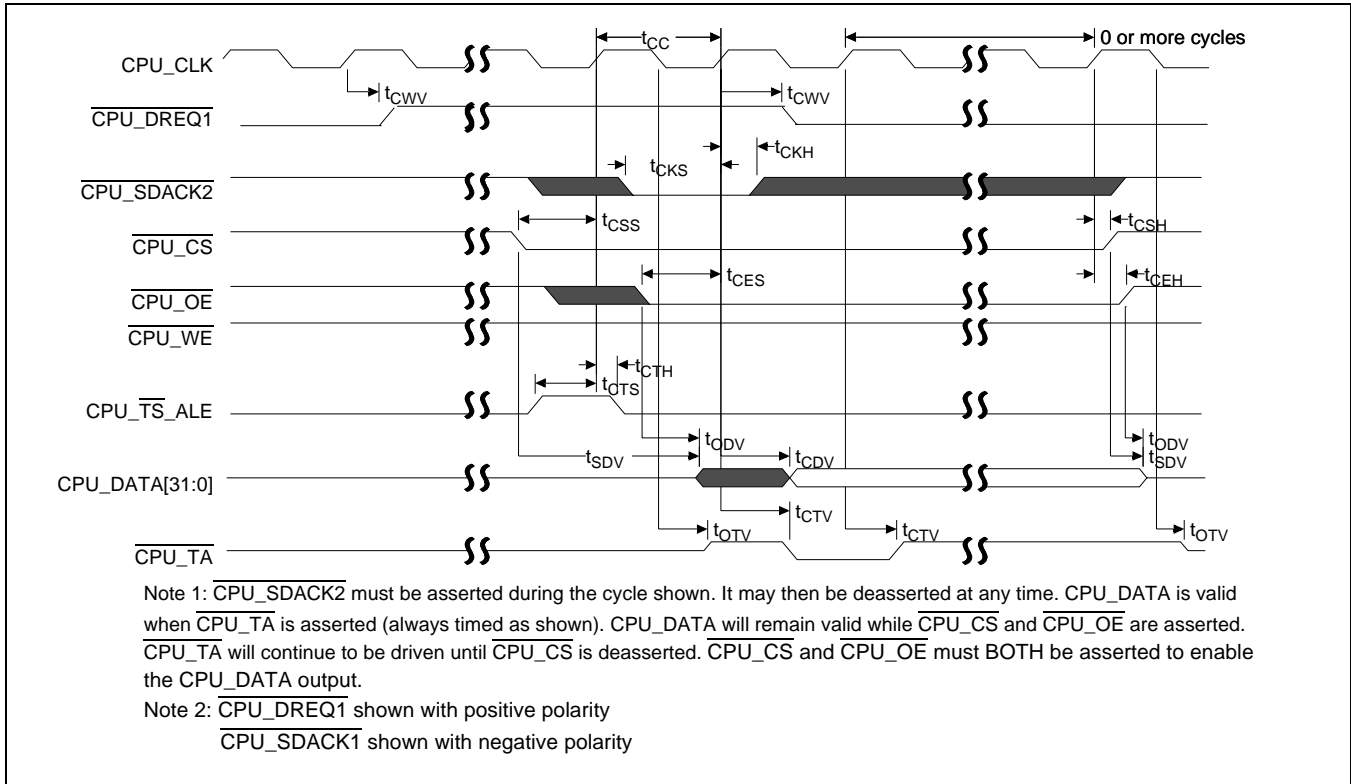 tCC
0 or more cycles
CPU_CLK
tCWV
tCWV
CPU_DREQ1
tCKH
tCKS
CPU_SDACK2
tCSS
tCSH
CPU_CS
tCES
tCEH
CPU_OE
CPU_WE
tCTH
tCTS
CPU_TS_ALE
tODV
tODV
tSDV
tCDV
tSDV
CPU_DATA[31:0]
tCTV
tOTV
tCTV
tOTV
CPU_TA
Note 1: CPU_SDACK2 must be asserted during the cycle shown. It may then be deasserted at any time. CPU_DATA is valid
when CPU_TA is asserted (always timed as shown). CPU_DATA will remain valid while CPU_CS and CPU_OE are asserted.
CPU_TA will continue to be driven until CPU_CS is deasserted. CPU_CS and CPU_OE must BOTH be asserted to enable
the CPU_DATA output.
Note 2: CPU_DREQ1 shown with positive polarity
CPU_SDACK1 shown with negative polarity